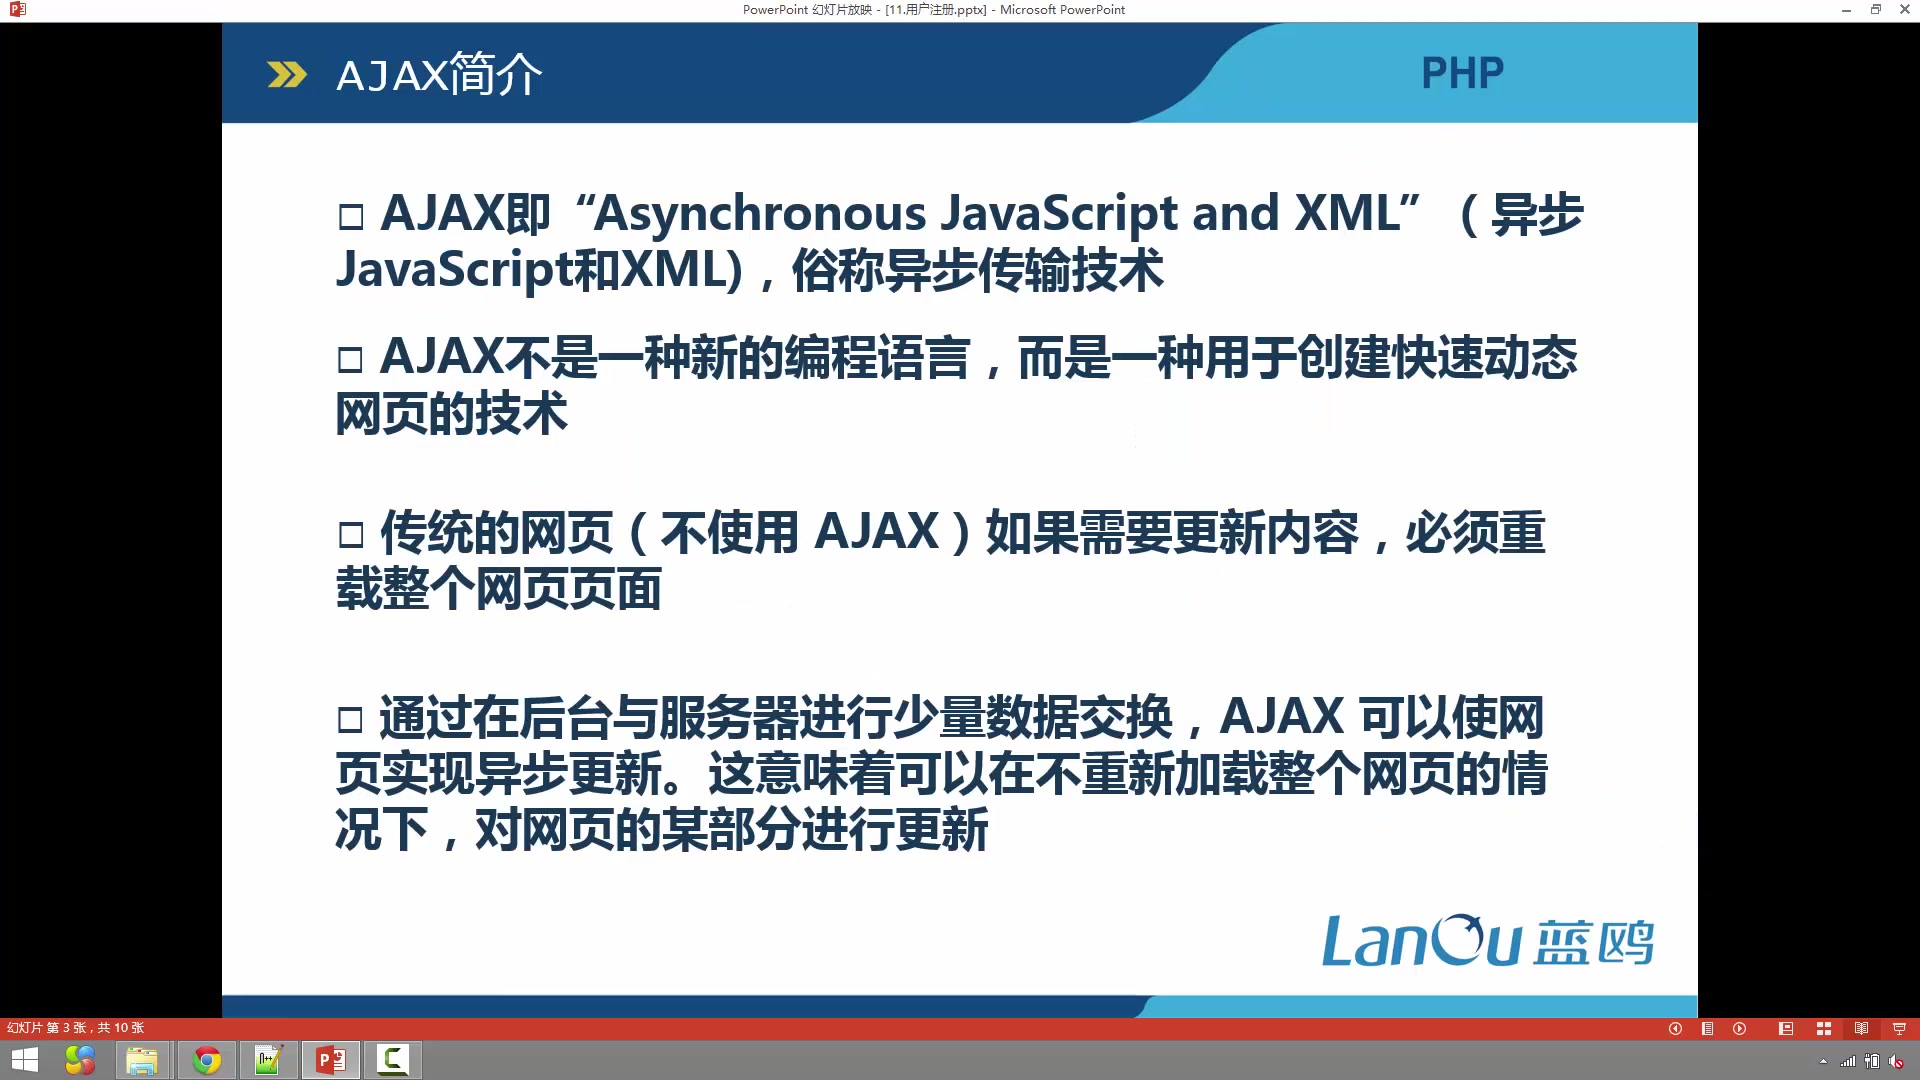 PowerPoint 幻灯片放映 - [11.用户注册.pptx] - Microsoft PowerPoint
AJAX简介
PHP
□ AJAX即“Asynchronous JavaScript and XML”（异步
JavaScript和XML)，俗称异步传输技术
□ AJAX不是一种新的编程语言，而是一种用于创建快速动态
网页的技术
□ 传统的网页（不使用 AJAX）如果需要更新内容，必须重
载整个网页页面
□ 通过在后台与服务器进行少量数据交换，AJAX 可以使网
页实现异步更新。这意味着可以在不重新加载整个网页的情
况下，对网页的某部分进行更新
LanOu 蓝鸥
幻灯片 第 3 张，共 10 张